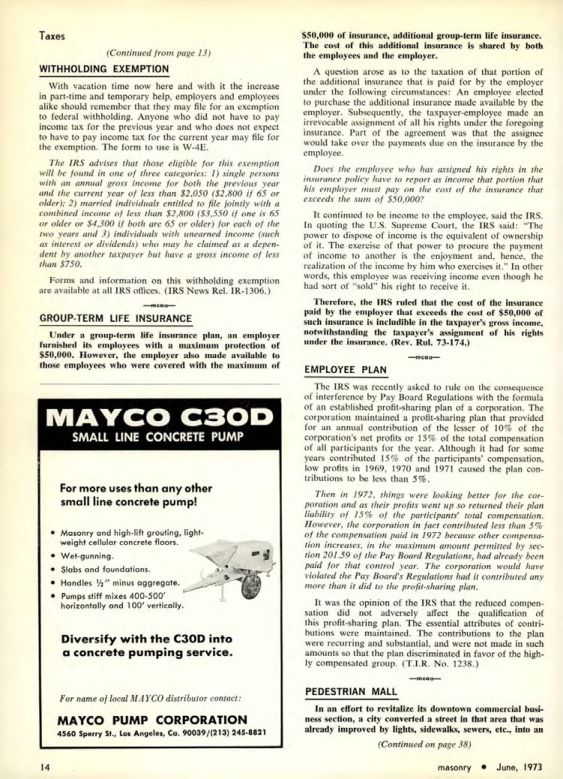 Taxes
(Continued from page 13)
WITHHOLDING EXEMPTION
With vacation time now here and with it the increase
in part-time and temporary help, employers and employees
alike should remember that they may file for an exemption
to federal withholding. Anyone who did not have to pay
income tax for the previous year and who does not expect
to have to pay income tax for the current year may file for
the exemption. The form to use is W-4E.
The IRS advises that those eligible for this exemption
will be found in one of three categories: 1) single persons
with an annual gross income for both the previous year
and the current year of less than $2,050 ($2,800 if 65 or
older); 2) married individuals entitled to file jointly with a
combined income of less than $2,800 ($3,550 if one is 65
or older or $4,300 if both are 65 or older) for each of the
two years and 3) individuals with unearned income (such
as interest or dividends) who may be claimed as a depen-
dent by another taxpayer but have a gross income of less
than $750.
Forms and information on this withholding exemption
are available at all IRS offices. (IRS News Rel. IR-1306.)
—mcaa—
GROUP-TERM LIFE INSURANCE
Under a group-term life insurance plan, an employer
furnished its employees with a maximum protection of
$50,000. However, the employer also made available to
those employees who were covered with the maximum of
MAYCO C30D
SMALL LINE CONCRETE PUMP
For more uses than any other
small line concrete pump!
• Masonry and high-lift grouting, light-
weight cellular concrete floors.
• Wet-gunning.
• Slabs and foundations.
• Handles ½" minus aggregate.
• Pumps stiff mixes 400-500'
horizontally and 100' vertically.
Diversify with the C30D into
a concrete pumping service.
For name of local MAYCO distributor contact:
MAYCO PUMP CORPORATION
4560 Sperry St., Los Angeles, Ca. 90039/(213) 245-8821
$50,000 of insurance, additional group-term life insurance.
The cost of this additional insurance is shared by both
the employees and the employer.
A question arose as to the taxation of that portion of
the additional insurance that is paid for by the employer
under the following circumstances: An employee elected
to purchase the additional insurance made available by the
employer. Subsequently, the taxpayer-employee made an
irrevocable assignment of all his rights under the foregoing
insurance. Part of the agreement was that the assignee
would take over the payments due on the insurance by the
employee.
Does the employee who has assigned his rights in the
insurance policy have to report as income that portion that
his employer must pay on the cost of the insurance that
exceeds the sum of $50,000?
It continued to be income to the employee, said the IRS.
In quoting the U.S. Supreme Court, the IRS said: "The
power to dispose of income is the equivalent of ownership
of it. The exercise of that power to procure the payment
of income to another is the enjoyment and, hence, the
realization of the income by him who exercises it." In other
words, this employee was receiving income even though he
had sort of "sold" his right to receive it.
Therefore, the IRS ruled that the cost of the insurance
paid by the employer that exceeds the cost of $50,000 of
such insurance is includible in the taxpayer's gross income,
notwithstanding the taxpayer's assignment of his rights
under the insurance. (Rev. Rul. 73-174.)
—mcaa—
EMPLOYEE PLAN
The IRS was recently asked to rule on the consequence
of interference by Pay Board Regulations with the formula
of an established profit-sharing plan of a corporation. The
corporation maintained a profit-sharing plan that provided
for an annual contribution of the lesser of 10% of the
corporation's net profits or 15% of the total compensation
of all participants for the year. Although it had for some
years contributed 15% of the participants' compensation,
low profits in 1969, 1970 and 1971 caused the plan con-
tributions to be less than 5%.
Then in 1972, things were looking better for the cor-
poration and as their profits went up so returned their plan
liability of 15% of the participants' total compensation.
However, the corporation in fact contributed less than 5%
of the compensation paid in 1972 because other compensa-
tion increases, in the maximum amount permitted by sec-
tion 201.59 of the Pay Board Regulations, had already been
paid for that control year. The corporation would have
violated the Pay Board's Regulations had it contributed any
more than it did to the profit-sharing plan.
It was the opinion of the IRS that the reduced compen-
sation did not adversely affect the qualification of
this profit-sharing plan. The essential attributes of contri-
butions were maintained. The contributions to the plan
were recurring and substantial, and were not made in such
amounts so that the plan discriminated in favor of the high-
ly compensated group. (T.I.R. No. 1238.)
—mcaa—
PEDESTRIAN MALL
In an effort to revitalize its downtown commercial busi-
ness section, a city converted a street in that area that was
already improved by lights, sidewalks, sewers, etc., into an
(Continued on page 38)
14
masonry • June, 1973